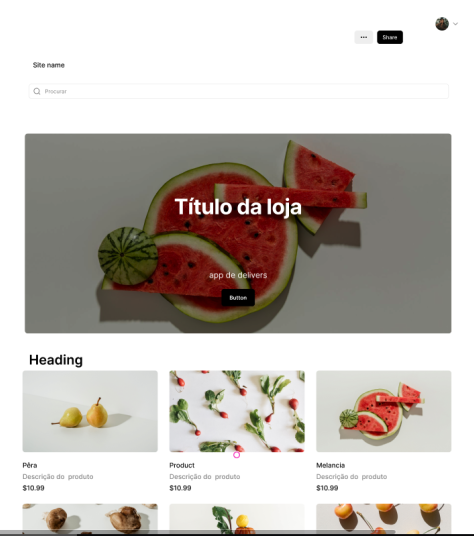 ... Share
Site name
Procurar
Título da loja
app de delivers
Button
Heading
Pêra
Product
Melancia
Descrição do produto
Descrição do produto
Descrição do produto
$10.99
$10.99
$10.99